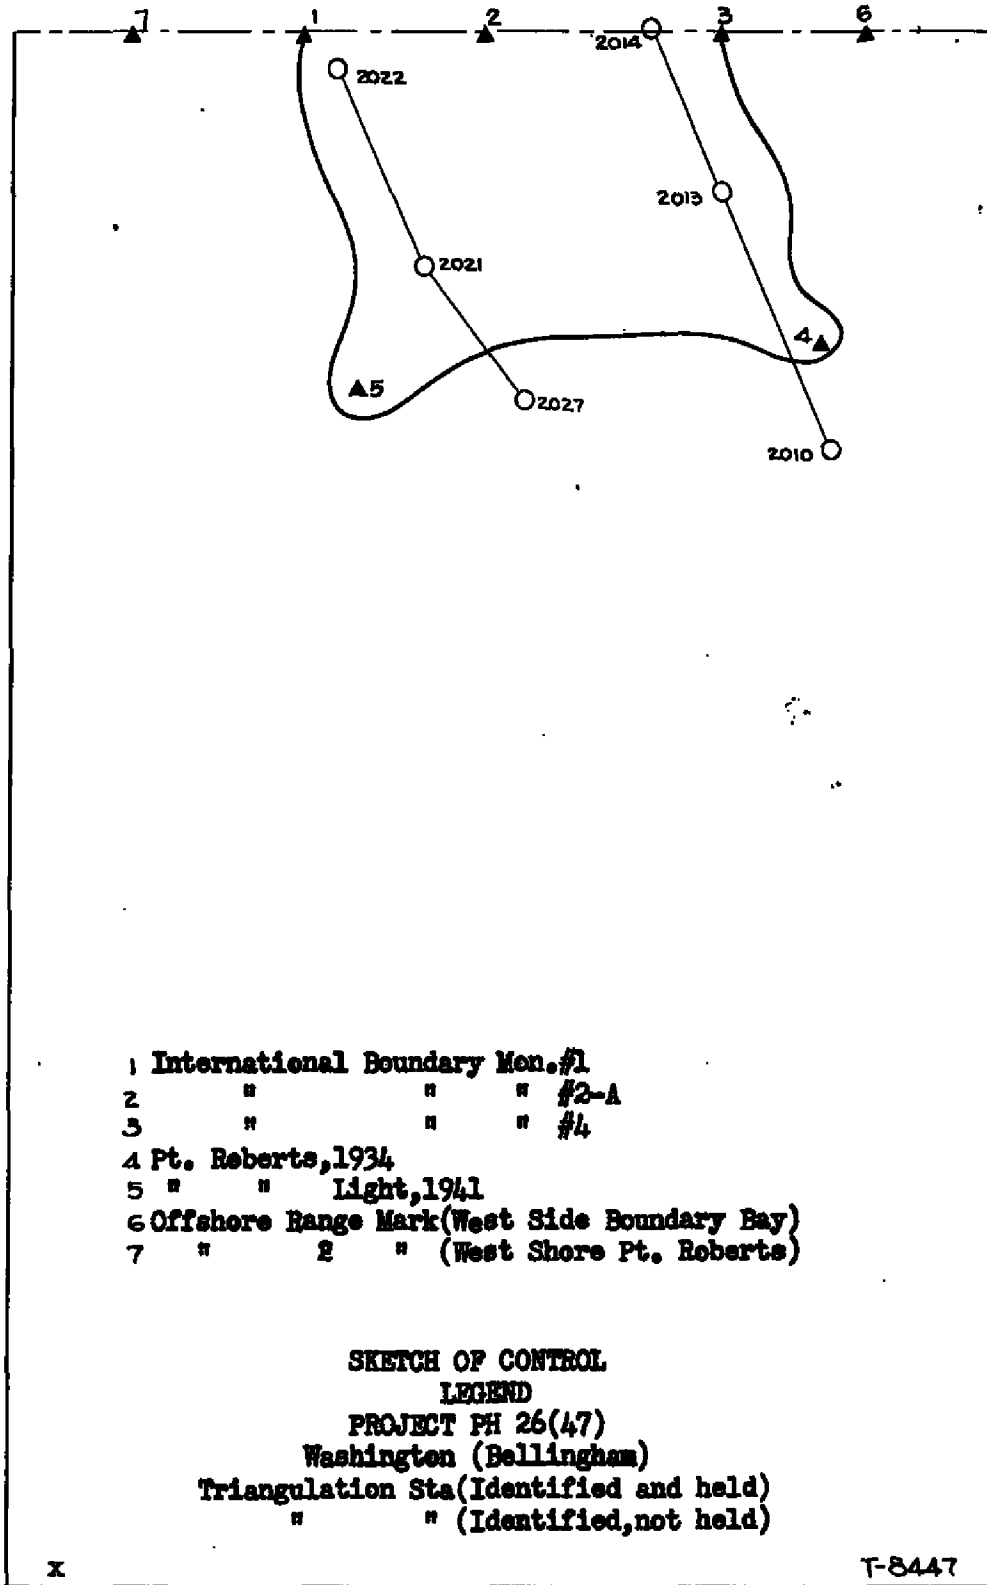 7 1 2 3 6
2014
2022
2013
2021
4
5
2027
2010
1 International Boundary Mon.#1
2 " " " #2-A
3 " " " #4
4 Pt. Roberts,1934
5 " " Light,1941
6 Offshore Range Mark(West Side Boundary Bay)
7 " " " (West Shore Pt. Roberts)
SKETCH OF CONTROL
LEGEND
PROJECT PH 26(47)
Washington (Bellingham)
Triangulation Sta(Identified and held)
" " (Identified,not held)
X T-8447